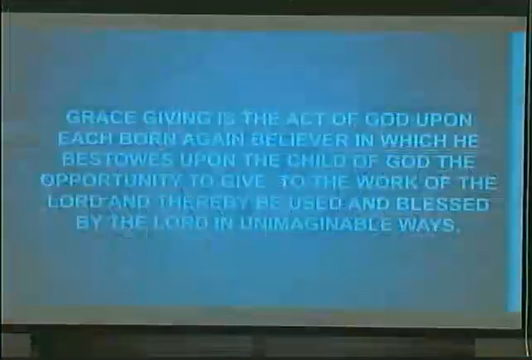 GRACE GIVING IS THE ACT OF GOD UPON
EACH BORN AGAIN BELIEVER IN WHICH HE
BESTOWES UPON THE CHILD OF GOD THE
OPPORTUNITY TO GIVE TO THE WORK OF THE
LORD AND THEREBY BE USED AND BLESSED
BY THE LORD IN UNIMAGINABLE WAYS.